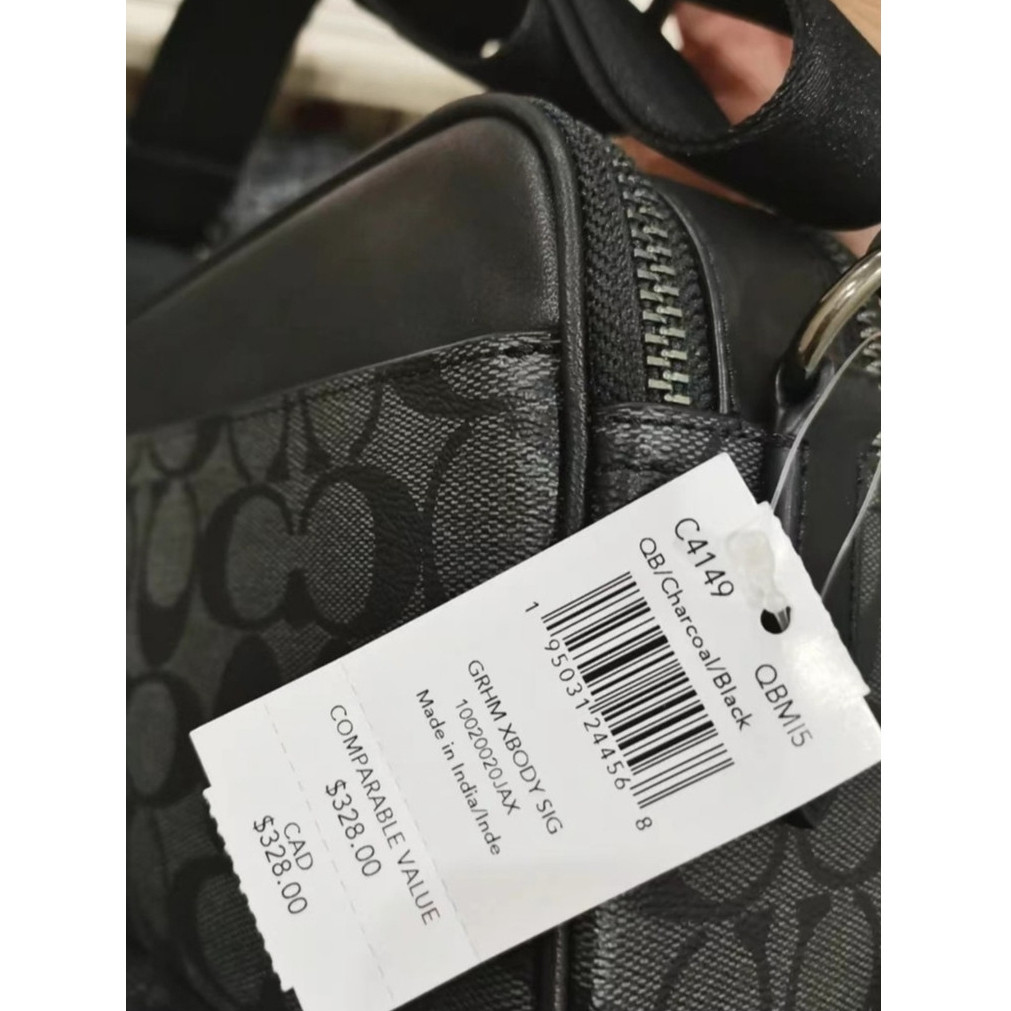 C4149
QBMI5
QB/Charcoal/Black
1 95031 24456 8
GRHM XBODY SIG
10020020JAX
Made in India/Inde
COMPARABLE VALUE
$328.00
CAD
$328.00